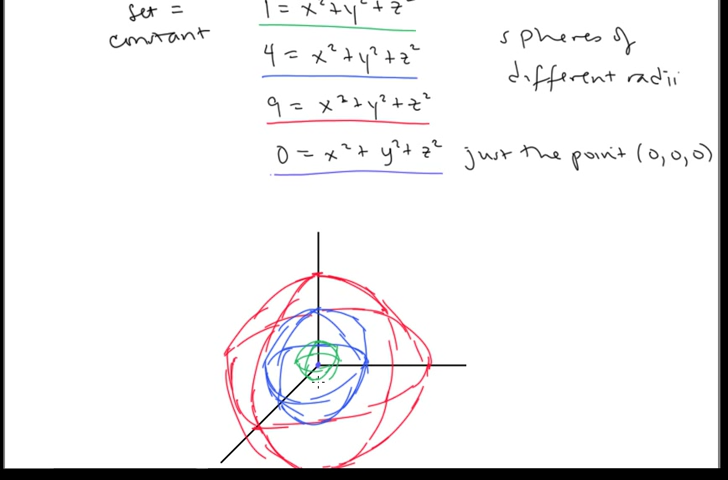 set =
constant
1 = x² + y² + z²
4 = x² + y² + z²
9 = x² + y² + z²
0 = x² + y² + z² just the point (0,0,0)
spheres of
different radii